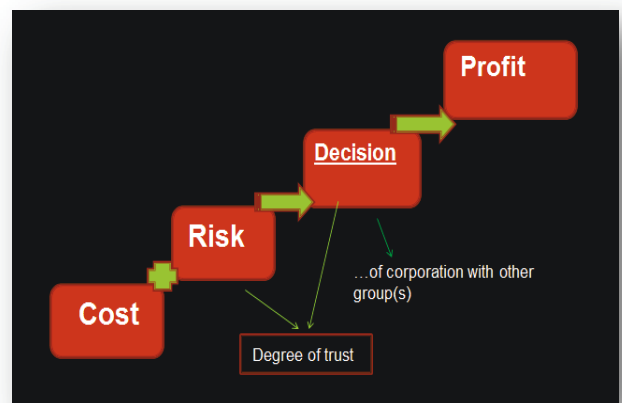 Profit
Decision
Risk
…of corporation with other
group(s)
Cost
Degree of trust